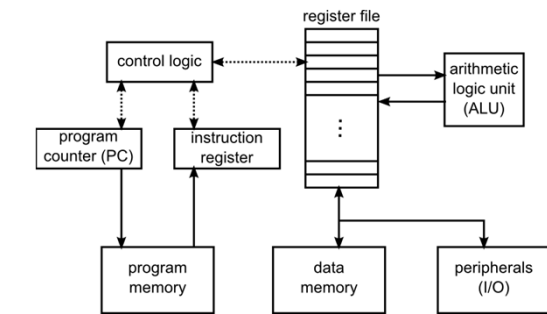 register file
control logic
arithmetic
logic unit
(ALU)
program
counter (PC)
instruction
register
program
memory
data
memory
peripherals
(I/O)